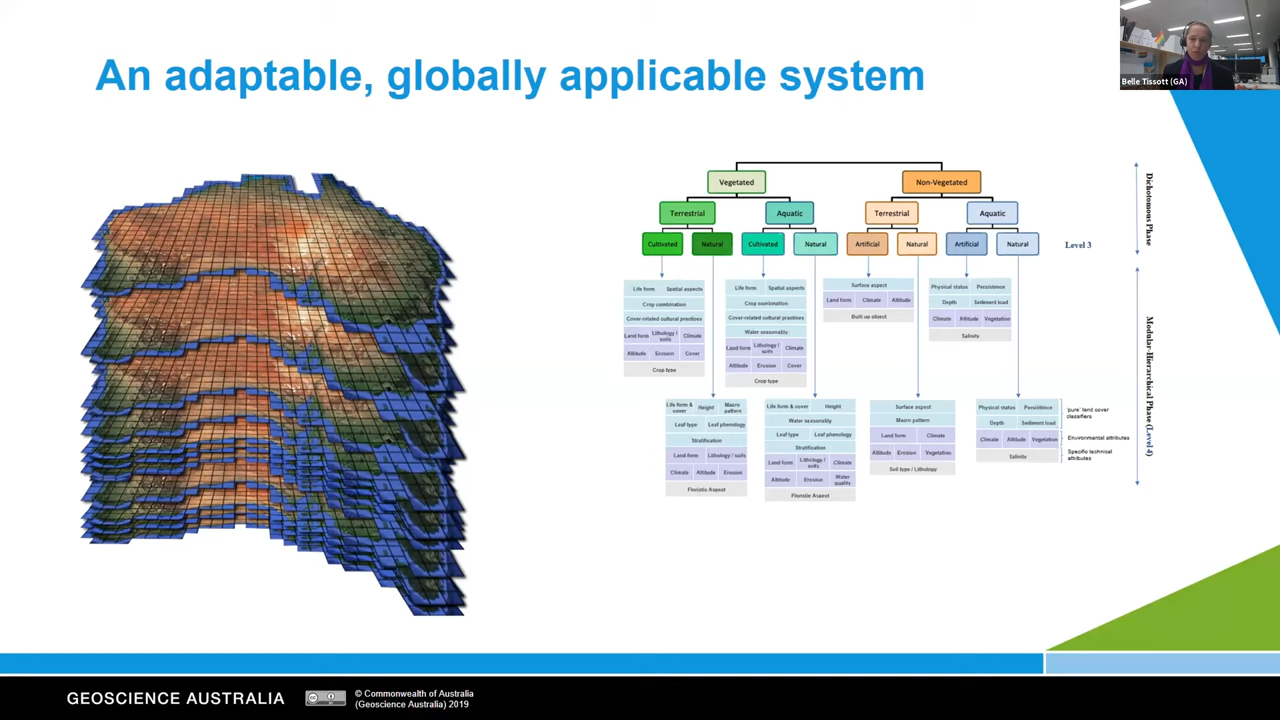 An adaptable, globally applicable system
Belle Tissott (GA)
Vegetated
Non-Vegetated
Terrestrial
Aquatic
Terrestrial
Aquatic
Cultivated
Natural
Cultivated
Natural
Artificial
Natural
Artificial
Natural
Level 3
Dichotomous Phase
Modular-Hierarchical Phase (Level 4)
Life form Spatial aspects
Crop combination
Cover-related cultural practices
Land form Lithology / soils Climate
Altitude Erosion Cover
Crop type
Life form Spatial aspects
Crop combination
Cover-related cultural practices
Water seasonality
Land form Lithology / soils Climate
Altitude Erosion Cover
Crop type
Surface aspect
Land form Climate Altitude
Built up object
Physical status Persistence
Depth Sediment load
Climate Altitude Vegetation
Salinity
Life form & cover Height Macro pattern
Leaf type Leaf phenology
Stratification
Land form Lithology / soils
Climate Altitude Erosion
Floristic Aspect
Life form & cover Height
Water seasonality
Leaf type Leaf phenology
Stratification
Land form Lithology / soils Climate
Altitude Erosion Water quality
Floristic Aspect
Surface aspect
Macro pattern
Land form Climate
Altitude Erosion Vegetation
Soil type / Lithology
Physical status Persistence
Depth Sediment load
Climate Altitude Vegetation
Salinity
'pure' land cover
classifiers
Environmental attributes
Specific technical
attributes
GEOSCIENCE AUSTRALIA
© Commonwealth of Australia
(Geoscience Australia) 2019